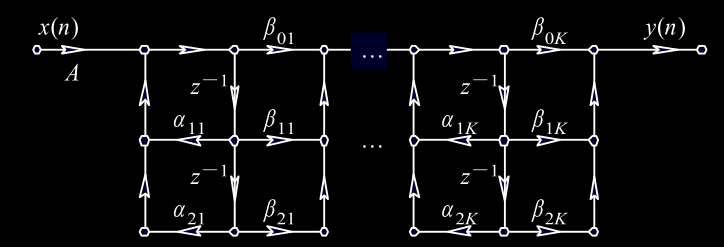 x(n) β₀₁ β₀K y(n)
...
A z⁻¹ z⁻¹
α₁₁ β₁₁ α₁K β₁K
...
z⁻¹ z⁻¹
α₂₁ β₂₁ α₂K β₂K